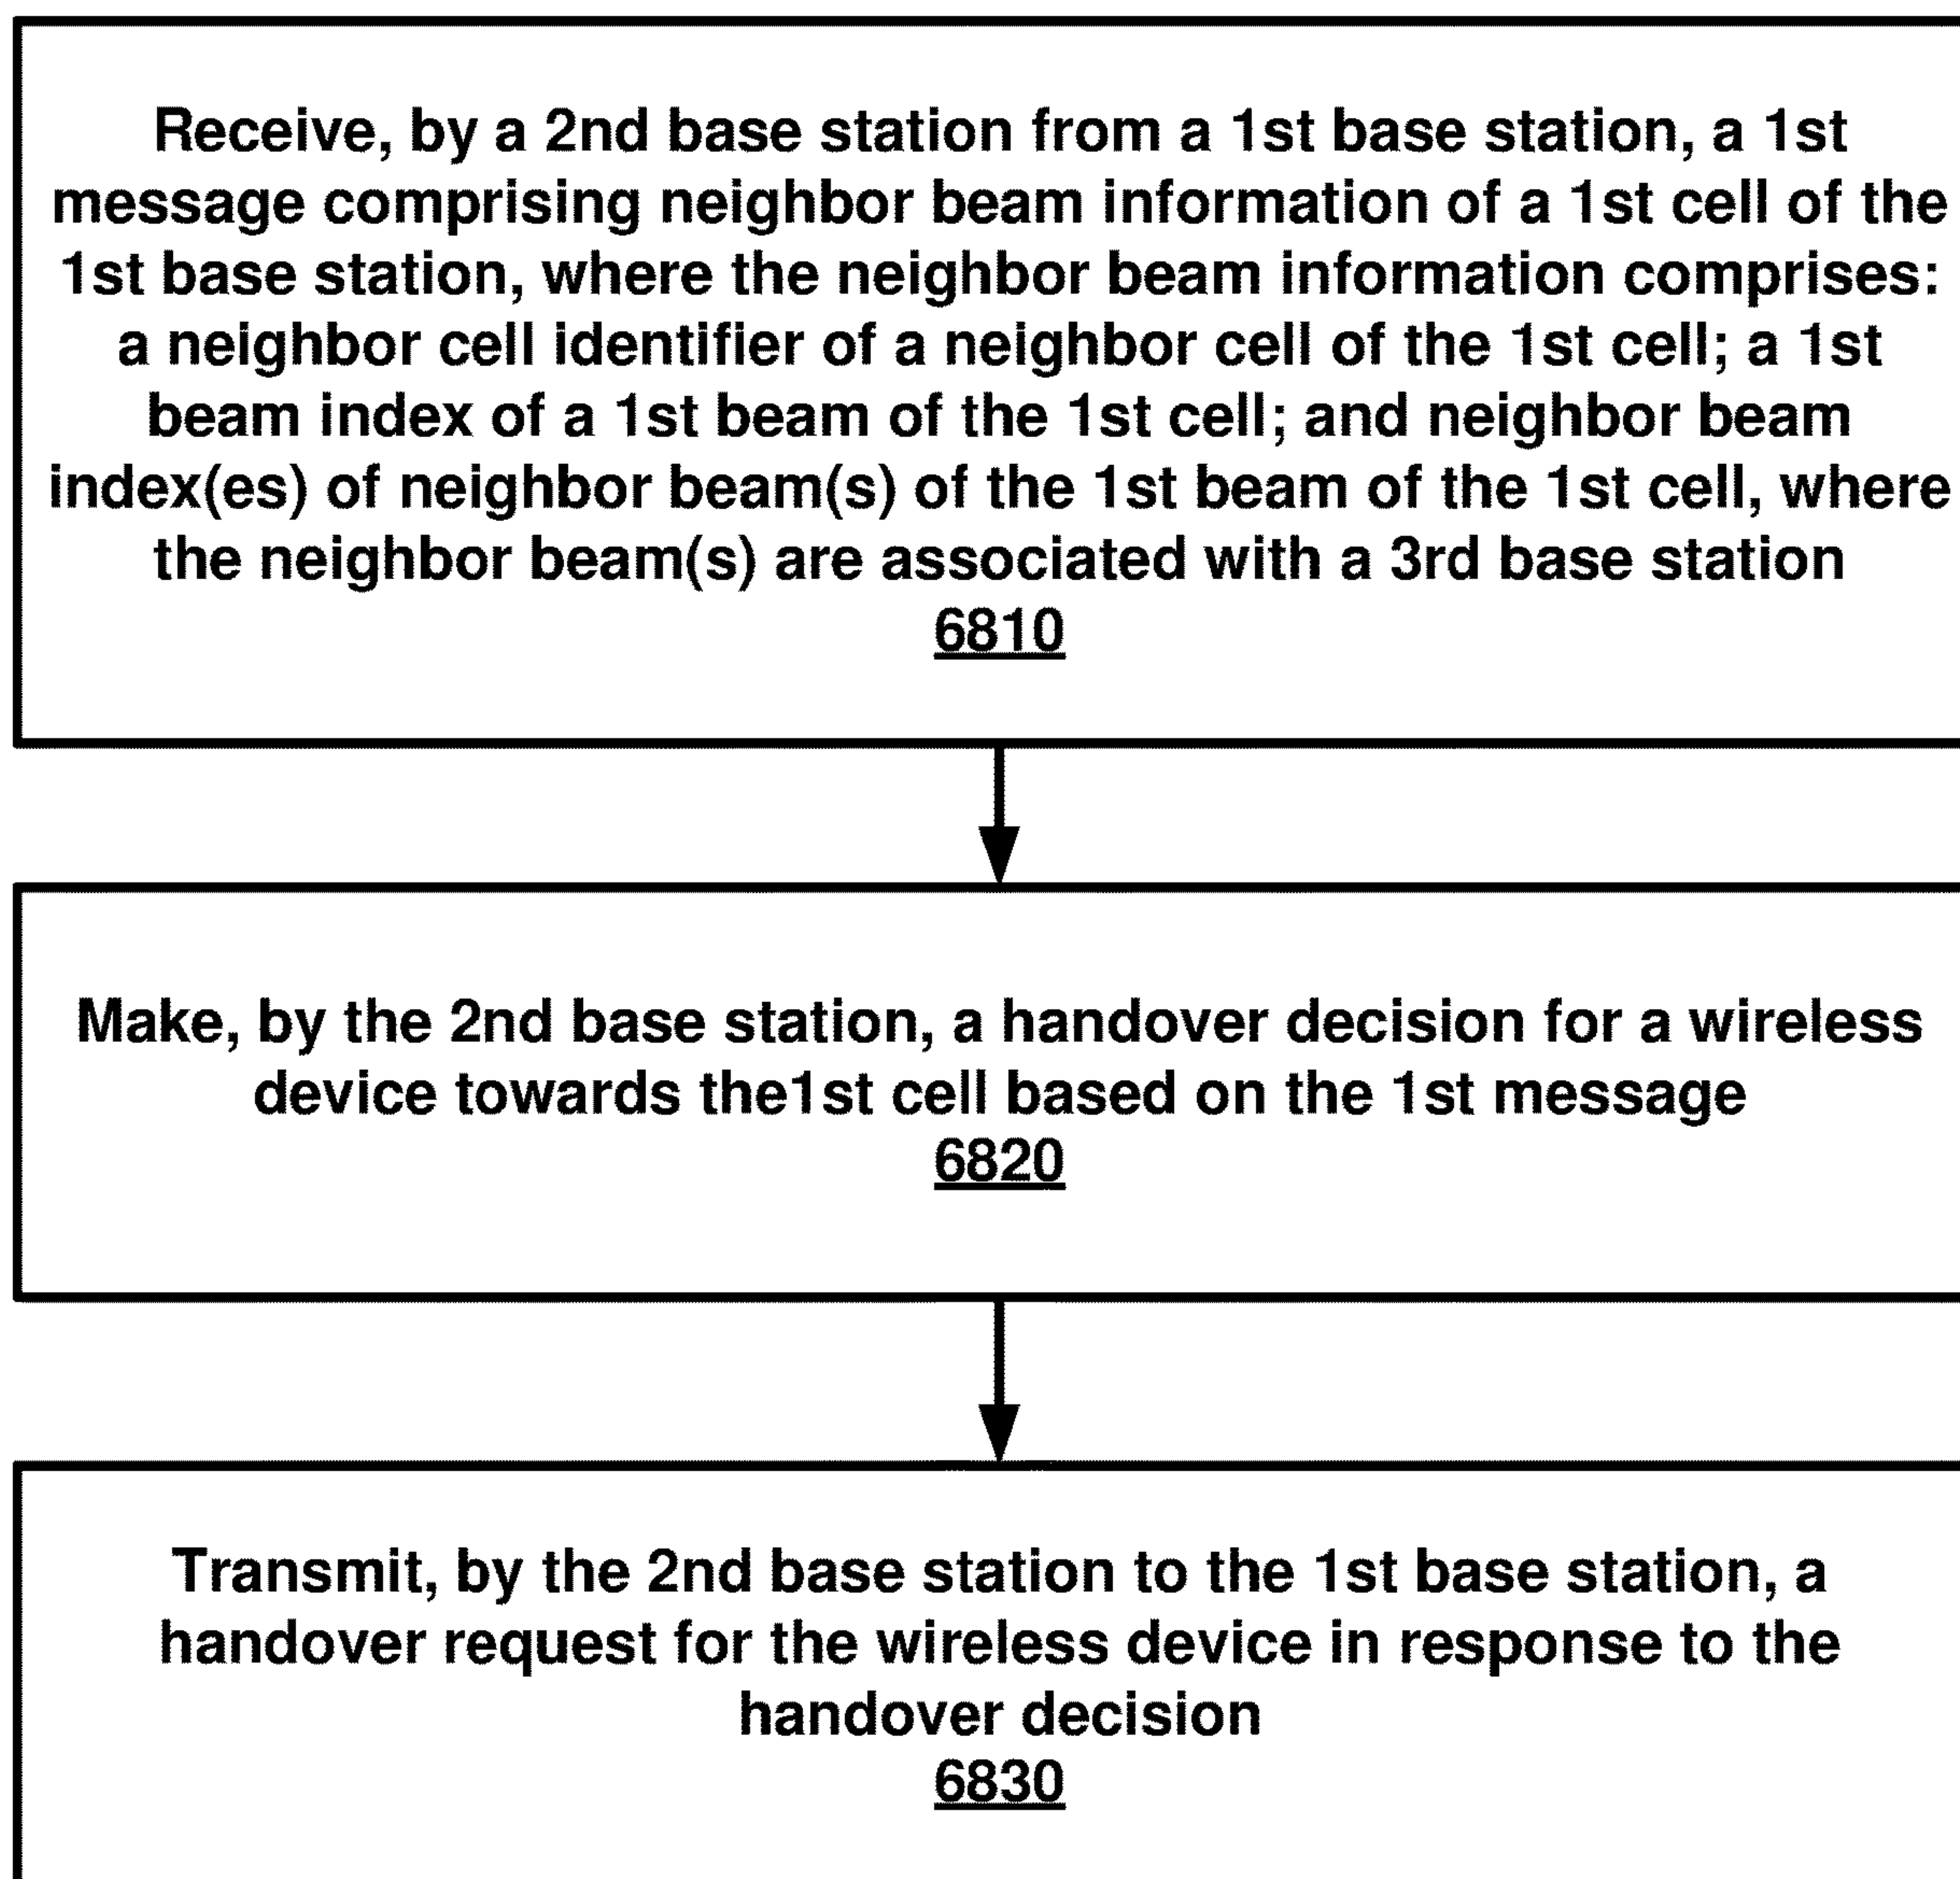 Receive, by a 2nd base station from a 1st base station, a 1st
message comprising neighbor beam information of a 1st cell of the
1st base station, where the neighbor beam information comprises:
a neighbor cell identifier of a neighbor cell of the 1st cell; a 1st
beam index of a 1st beam of the 1st cell; and neighbor beam
index(es) of neighbor beam(s) of the 1st beam of the 1st cell, where
the neighbor beam(s) are associated with a 3rd base station
6810
Make, by the 2nd base station, a handover decision for a wireless
device towards the1st cell based on the 1st message
6820
Transmit, by the 2nd base station to the 1st base station, a
handover request for the wireless device in response to the
handover decision
6830